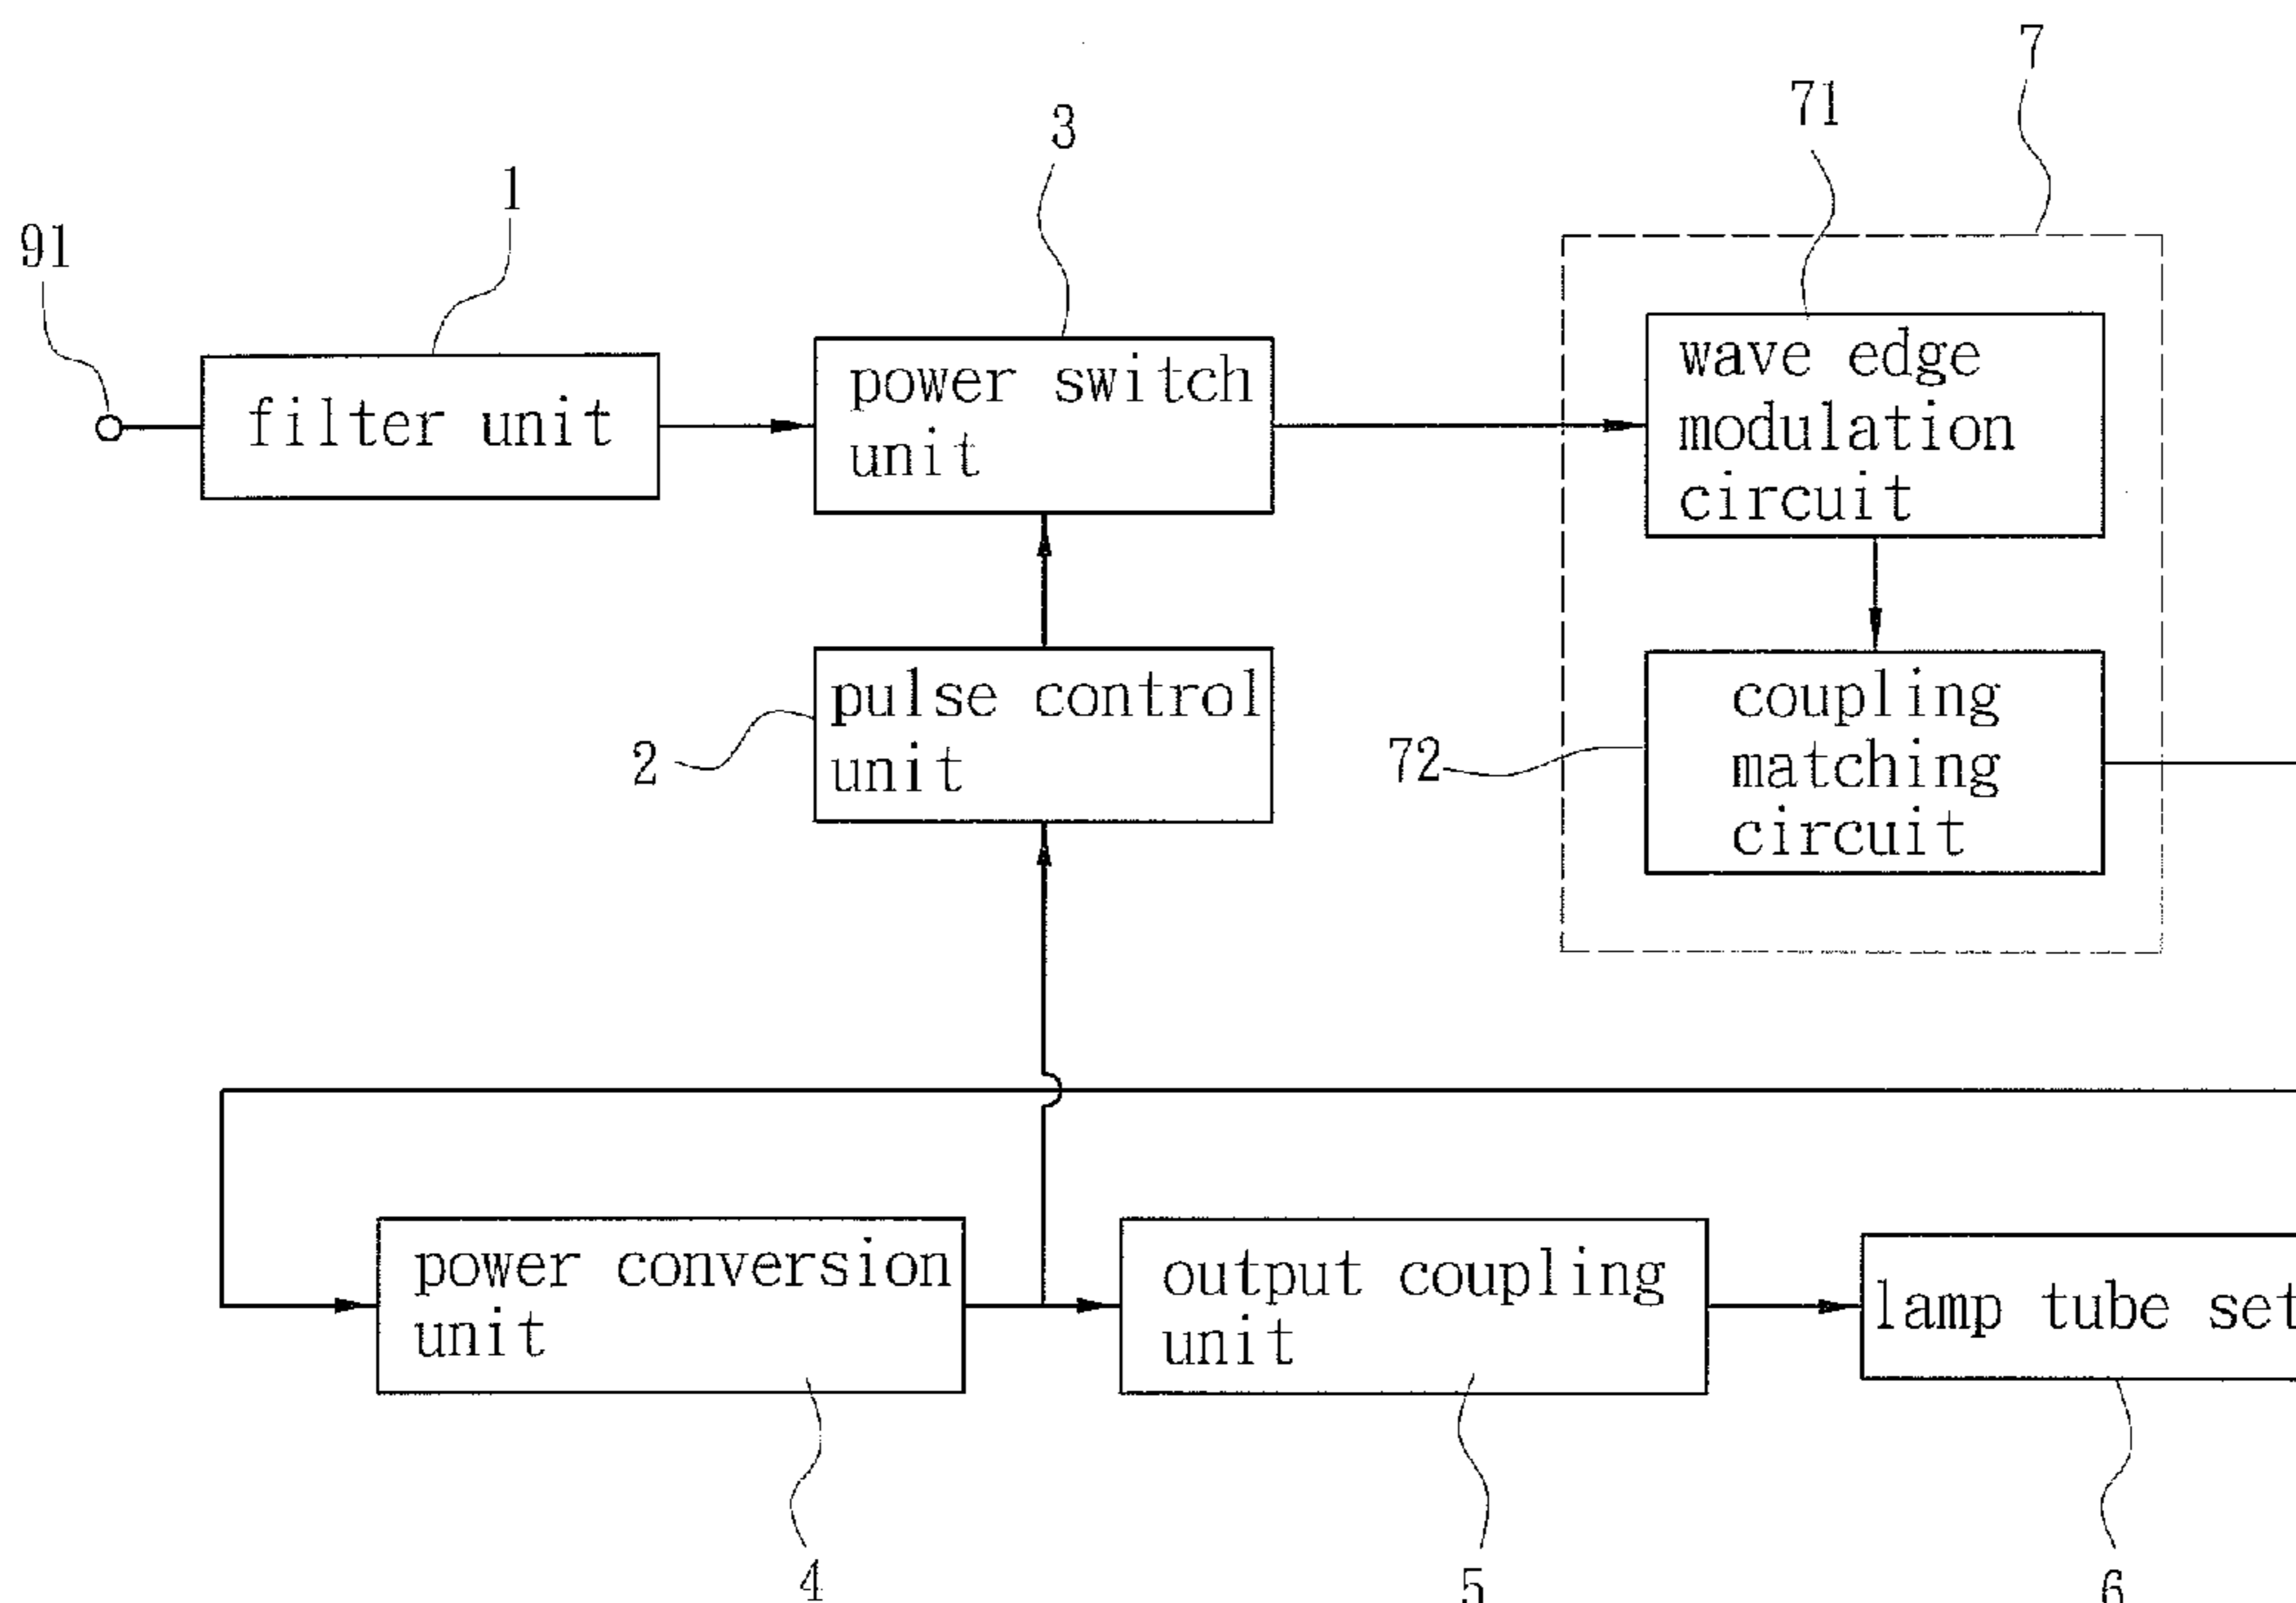 7
71
3
1
91
filter unit
power switch
unit
wave edge
modulation
circuit
pulse control
unit
2
coupling
matching
circuit
72
power conversion
unit
output coupling
unit
lamp tube set
4
5
6